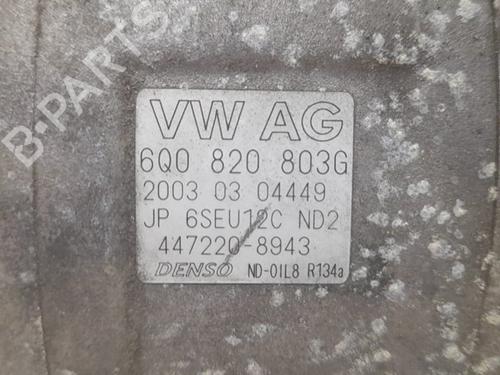 B-PARTS
VW AG
6Q0 820 803G
2003 03 04449
JP 6SEU12C ND2
447220-8943
DENSO ND-OIL8 R134a